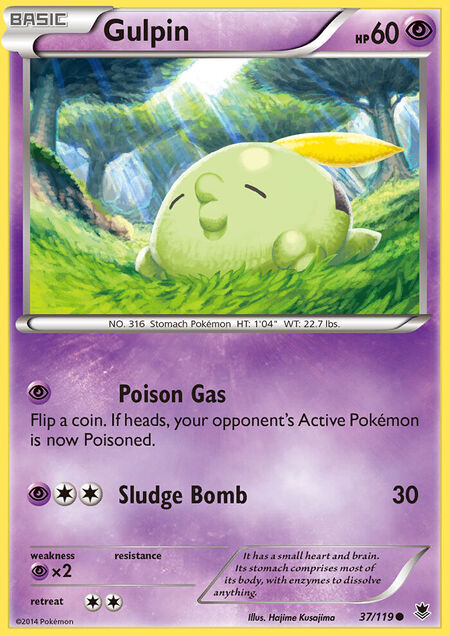 BASIC Gulpin HP60
NO. 316 Stomach Pokémon HT: 1'04" WT: 22.7 lbs.
Poison Gas
Flip a coin. If heads, your opponent's Active Pokémon
is now Poisoned.
Sludge Bomb 30
weakness resistance
×2
retreat
It has a small heart and brain.
Its stomach comprises most of
its body, with enzymes to dissolve
anything.
©2014 Pokémon Illus. Hajime Kusajima 37/119